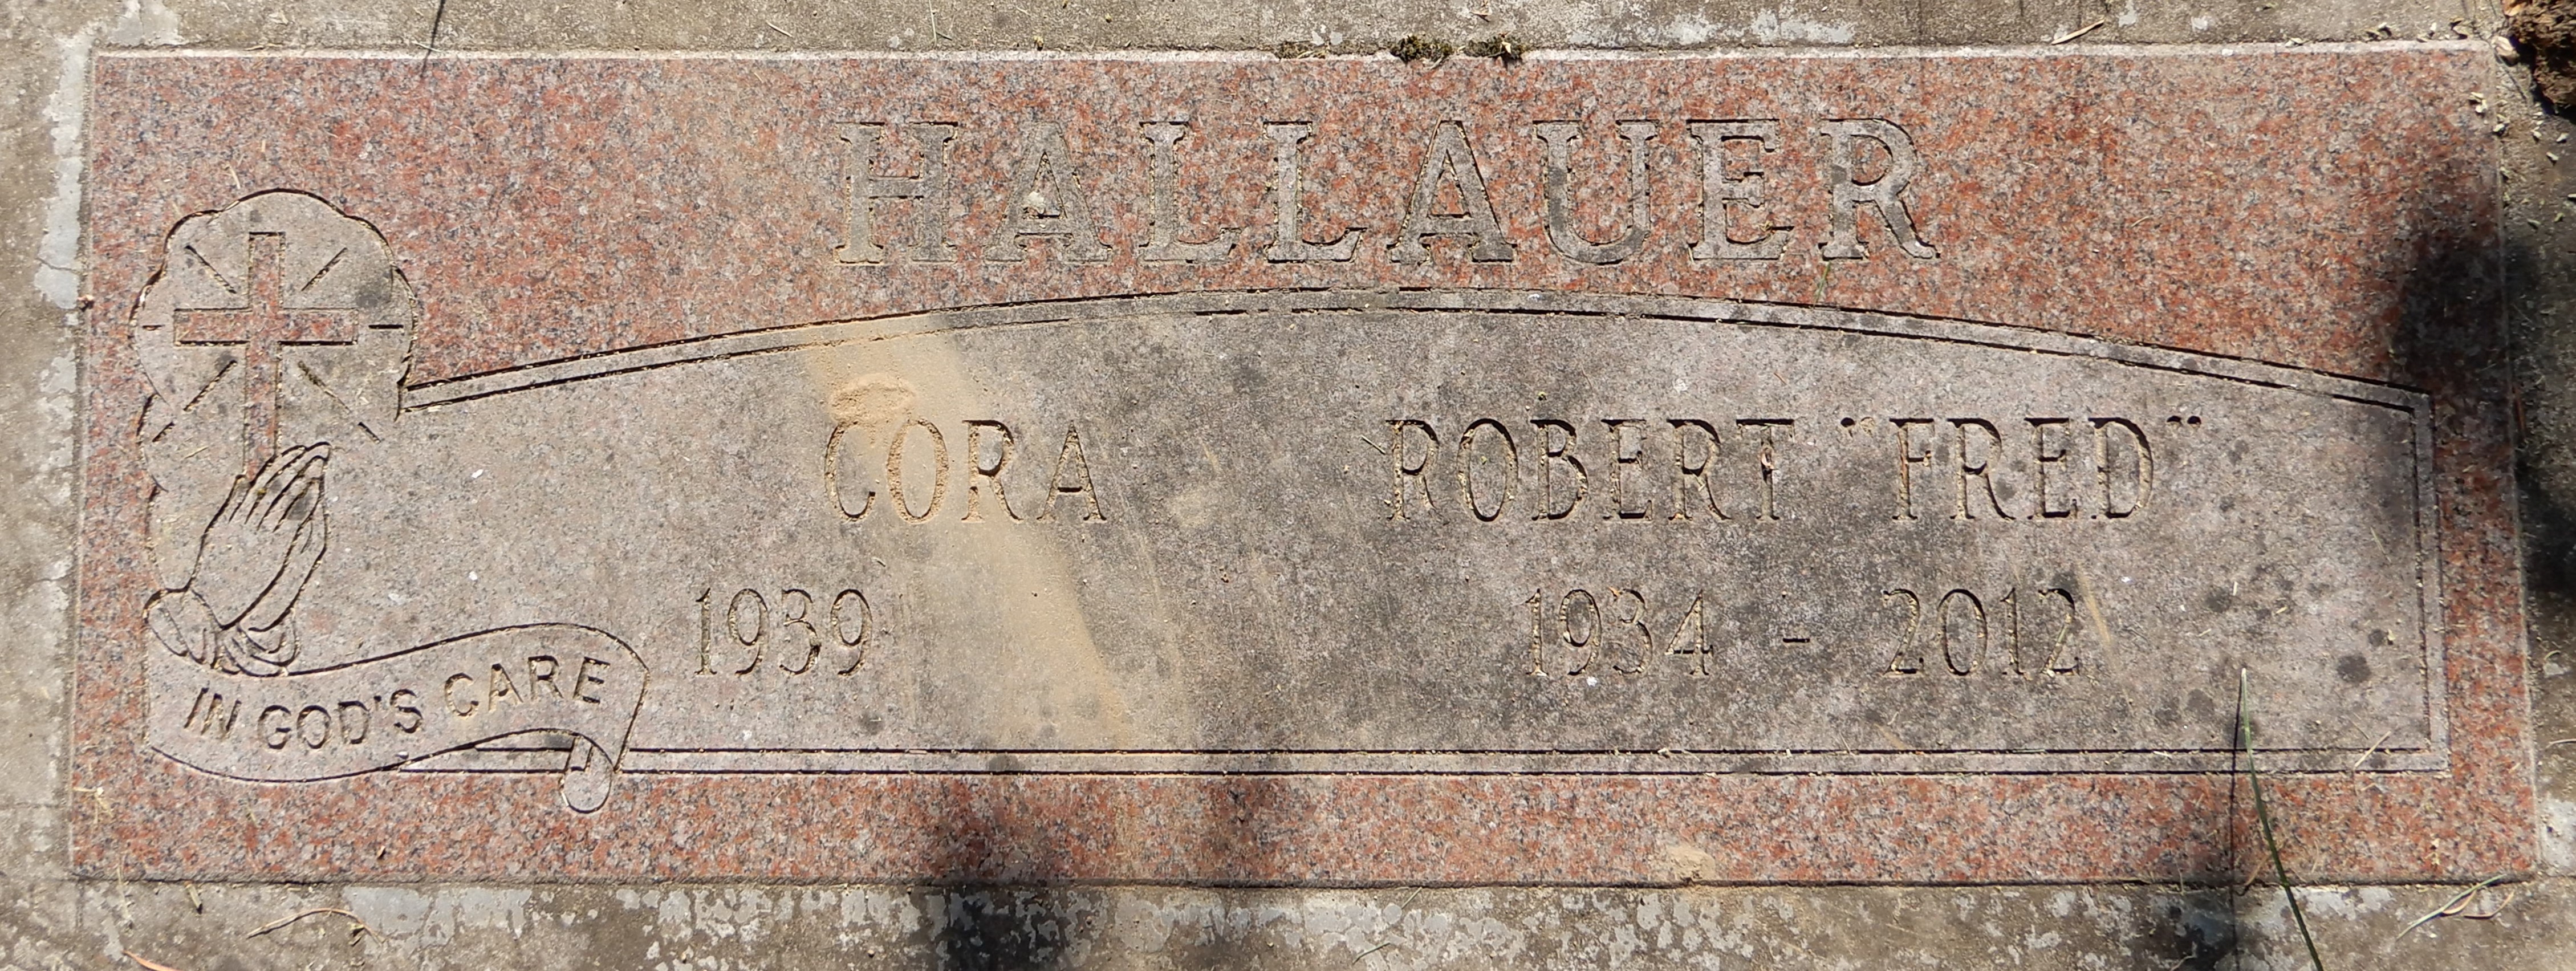 HALLAUER
CORA
1939
ROBERT "FRED"
1934 - 2012
IN GOD'S CARE